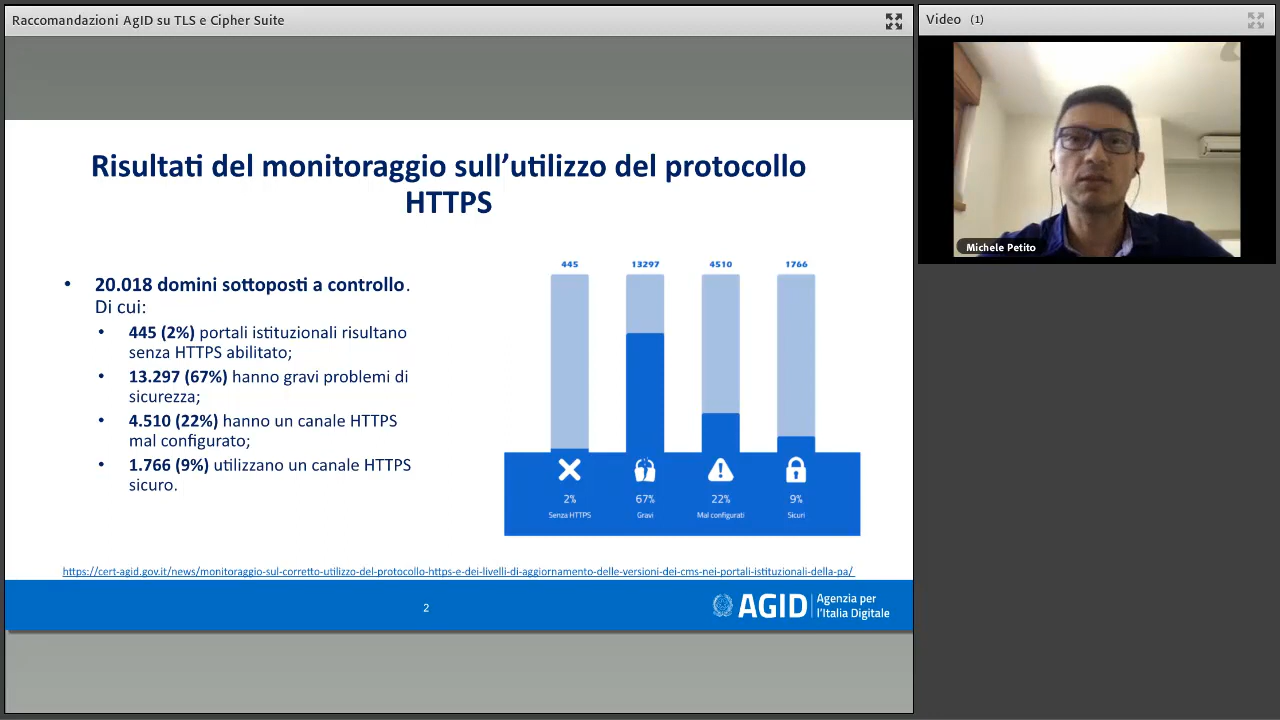 Raccomandazioni AgID su TLS e Cipher Suite
Video (1)
Michele Petito
Risultati del monitoraggio sull'utilizzo del protocollo
HTTPS
• 20.018 domini sottoposti a controllo.
Di cui:
• 445 (2%) portali istituzionali risultano
senza HTTPS abilitato;
• 13.297 (67%) hanno gravi problemi di
sicurezza;
• 4.510 (22%) hanno un canale HTTPS
mal configurato;
• 1.766 (9%) utilizzano un canale HTTPS
sicuro.
445 13297 4510 1766
2% 67% 22% 9%
Senza HTTPS Gravi Mal configurati Sicuri
https://cert-agid.gov.it/news/monitoraggio-sul-corretto-utilizzo-del-protocollo-https-e-dei-livelli-di-aggiornamento-delle-versioni-dei-cms-nei-portali-istituzionali-della-pa/
2
AGID
Agenzia per
l'Italia Digitale